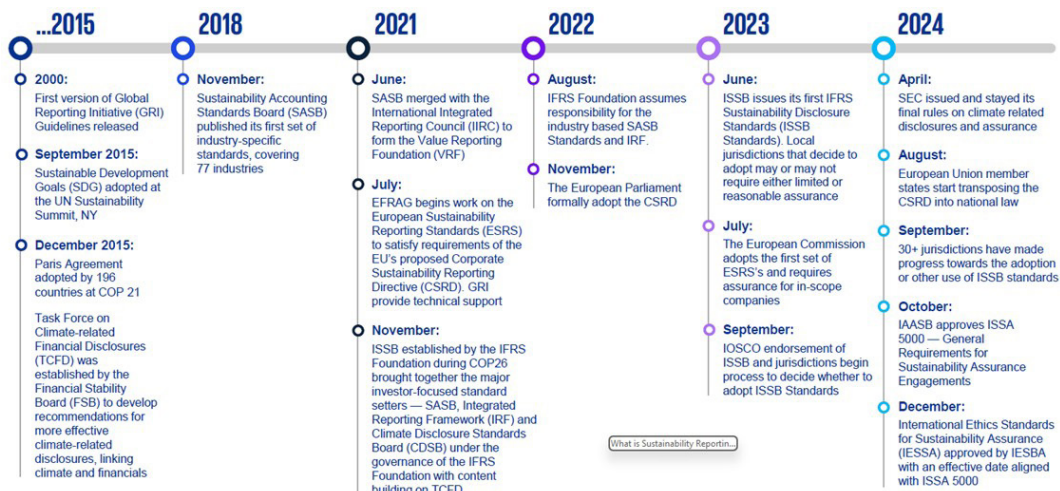 ...2015
2000:
First version of Global
Reporting Initiative (GRI)
Guidelines released
September 2015:
Sustainable Development
Goals (SDG) adopted at
the UN Sustainability
Summit, NY
December 2015:
Paris Agreement
adopted by 196
countries at COP 21
Task Force on
Climate-related
Financial Disclosures
(TCFD) was
established by the
Financial Stability
Board (FSB) to develop
recommendations for
more effective
climate-related
disclosures, linking
climate and financials
2018
November:
Sustainability Accounting
Standards Board (SASB)
published its first set of
industry-specific
standards, covering
77 industries
2021
June:
SASB merged with the
International Integrated
Reporting Council (IIRC) to
form the Value Reporting
Foundation (VRF)
July:
EFRAG begins work on the
European Sustainability
Reporting Standards (ESRS)
to satisfy requirements of the
EU's proposed Corporate
Sustainability Reporting
Directive (CSRD). GRI
provide technical support
November:
ISSB established by the IFRS
Foundation during COP26
brought together the major
investor-focused standard
setters — SASB, Integrated
Reporting Framework (IRF) and
Climate Disclosure Standards
Board (CDSB) under the
governance of the IFRS
Foundation with content
building on TCFD
2022
August:
IFRS Foundation assumes
responsibility for the
industry based SASB
Standards and IRF.
November:
The European Parliament
formally adopt the CSRD
2023
June:
ISSB issues its first IFRS
Sustainability Disclosure
Standards (ISSB
Standards). Local
jurisdictions that decide to
adopt may or may not
require either limited or
reasonable assurance
July:
The European Commission
adopts the first set of
ESRS's and requires
assurance for in-scope
companies
September:
IOSCO endorsement of
ISSB and jurisdictions begin
process to decide whether to
adopt ISSB Standards
What is Sustainability Reportin...
2024
April:
SEC issued and stayed its
final rules on climate related
disclosures and assurance
August:
European Union member
states start transposing the
CSRD into national law
September:
30+ jurisdictions have made
progress towards the adoption
or other use of ISSB standards
October:
IAASB approves ISSA
5000 — General
Requirements for
Sustainability Assurance
Engagements
December:
International Ethics Standards
for Sustainability Assurance
(IESSA) approved by IESBA
with an effective date aligned
with ISSA 5000